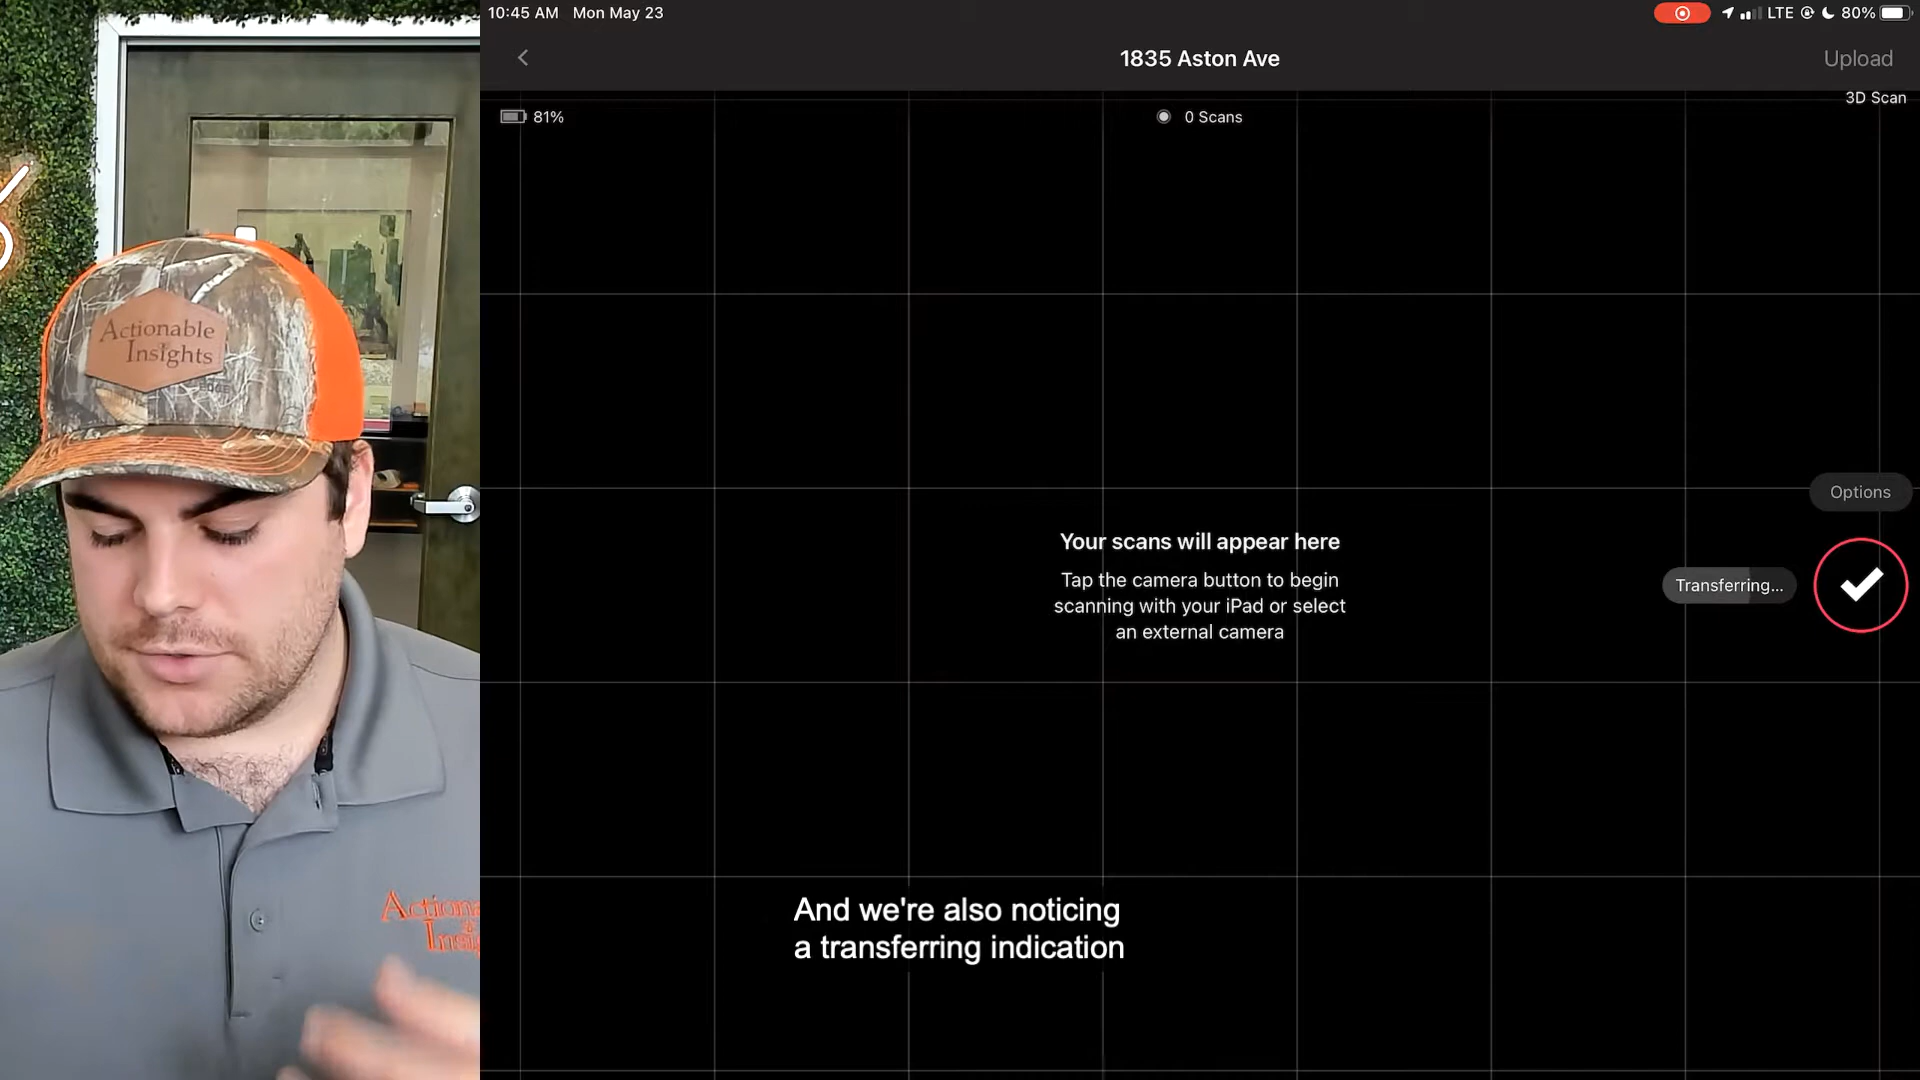 10:45 AM Mon May 23
LTE 80%
1835 Aston Ave
Upload
3D Scan
81%
0 Scans
Actionable
Insights
Options
Your scans will appear here
Tap the camera button to begin
scanning with your iPad or select
an external camera
Transferring...
And we're also noticing
a transferring indication